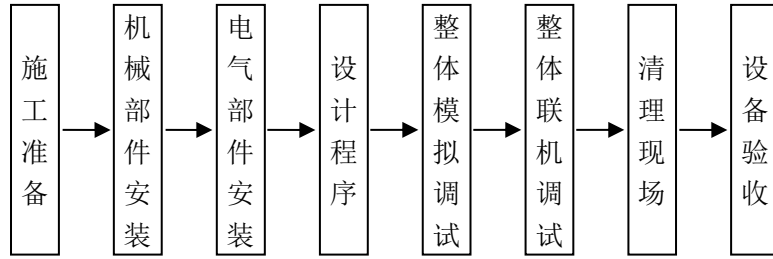 施工准备
机械部件安装
电气部件安装
设计程序
整体模拟调试
整体联机调试
清理现场
设备验收